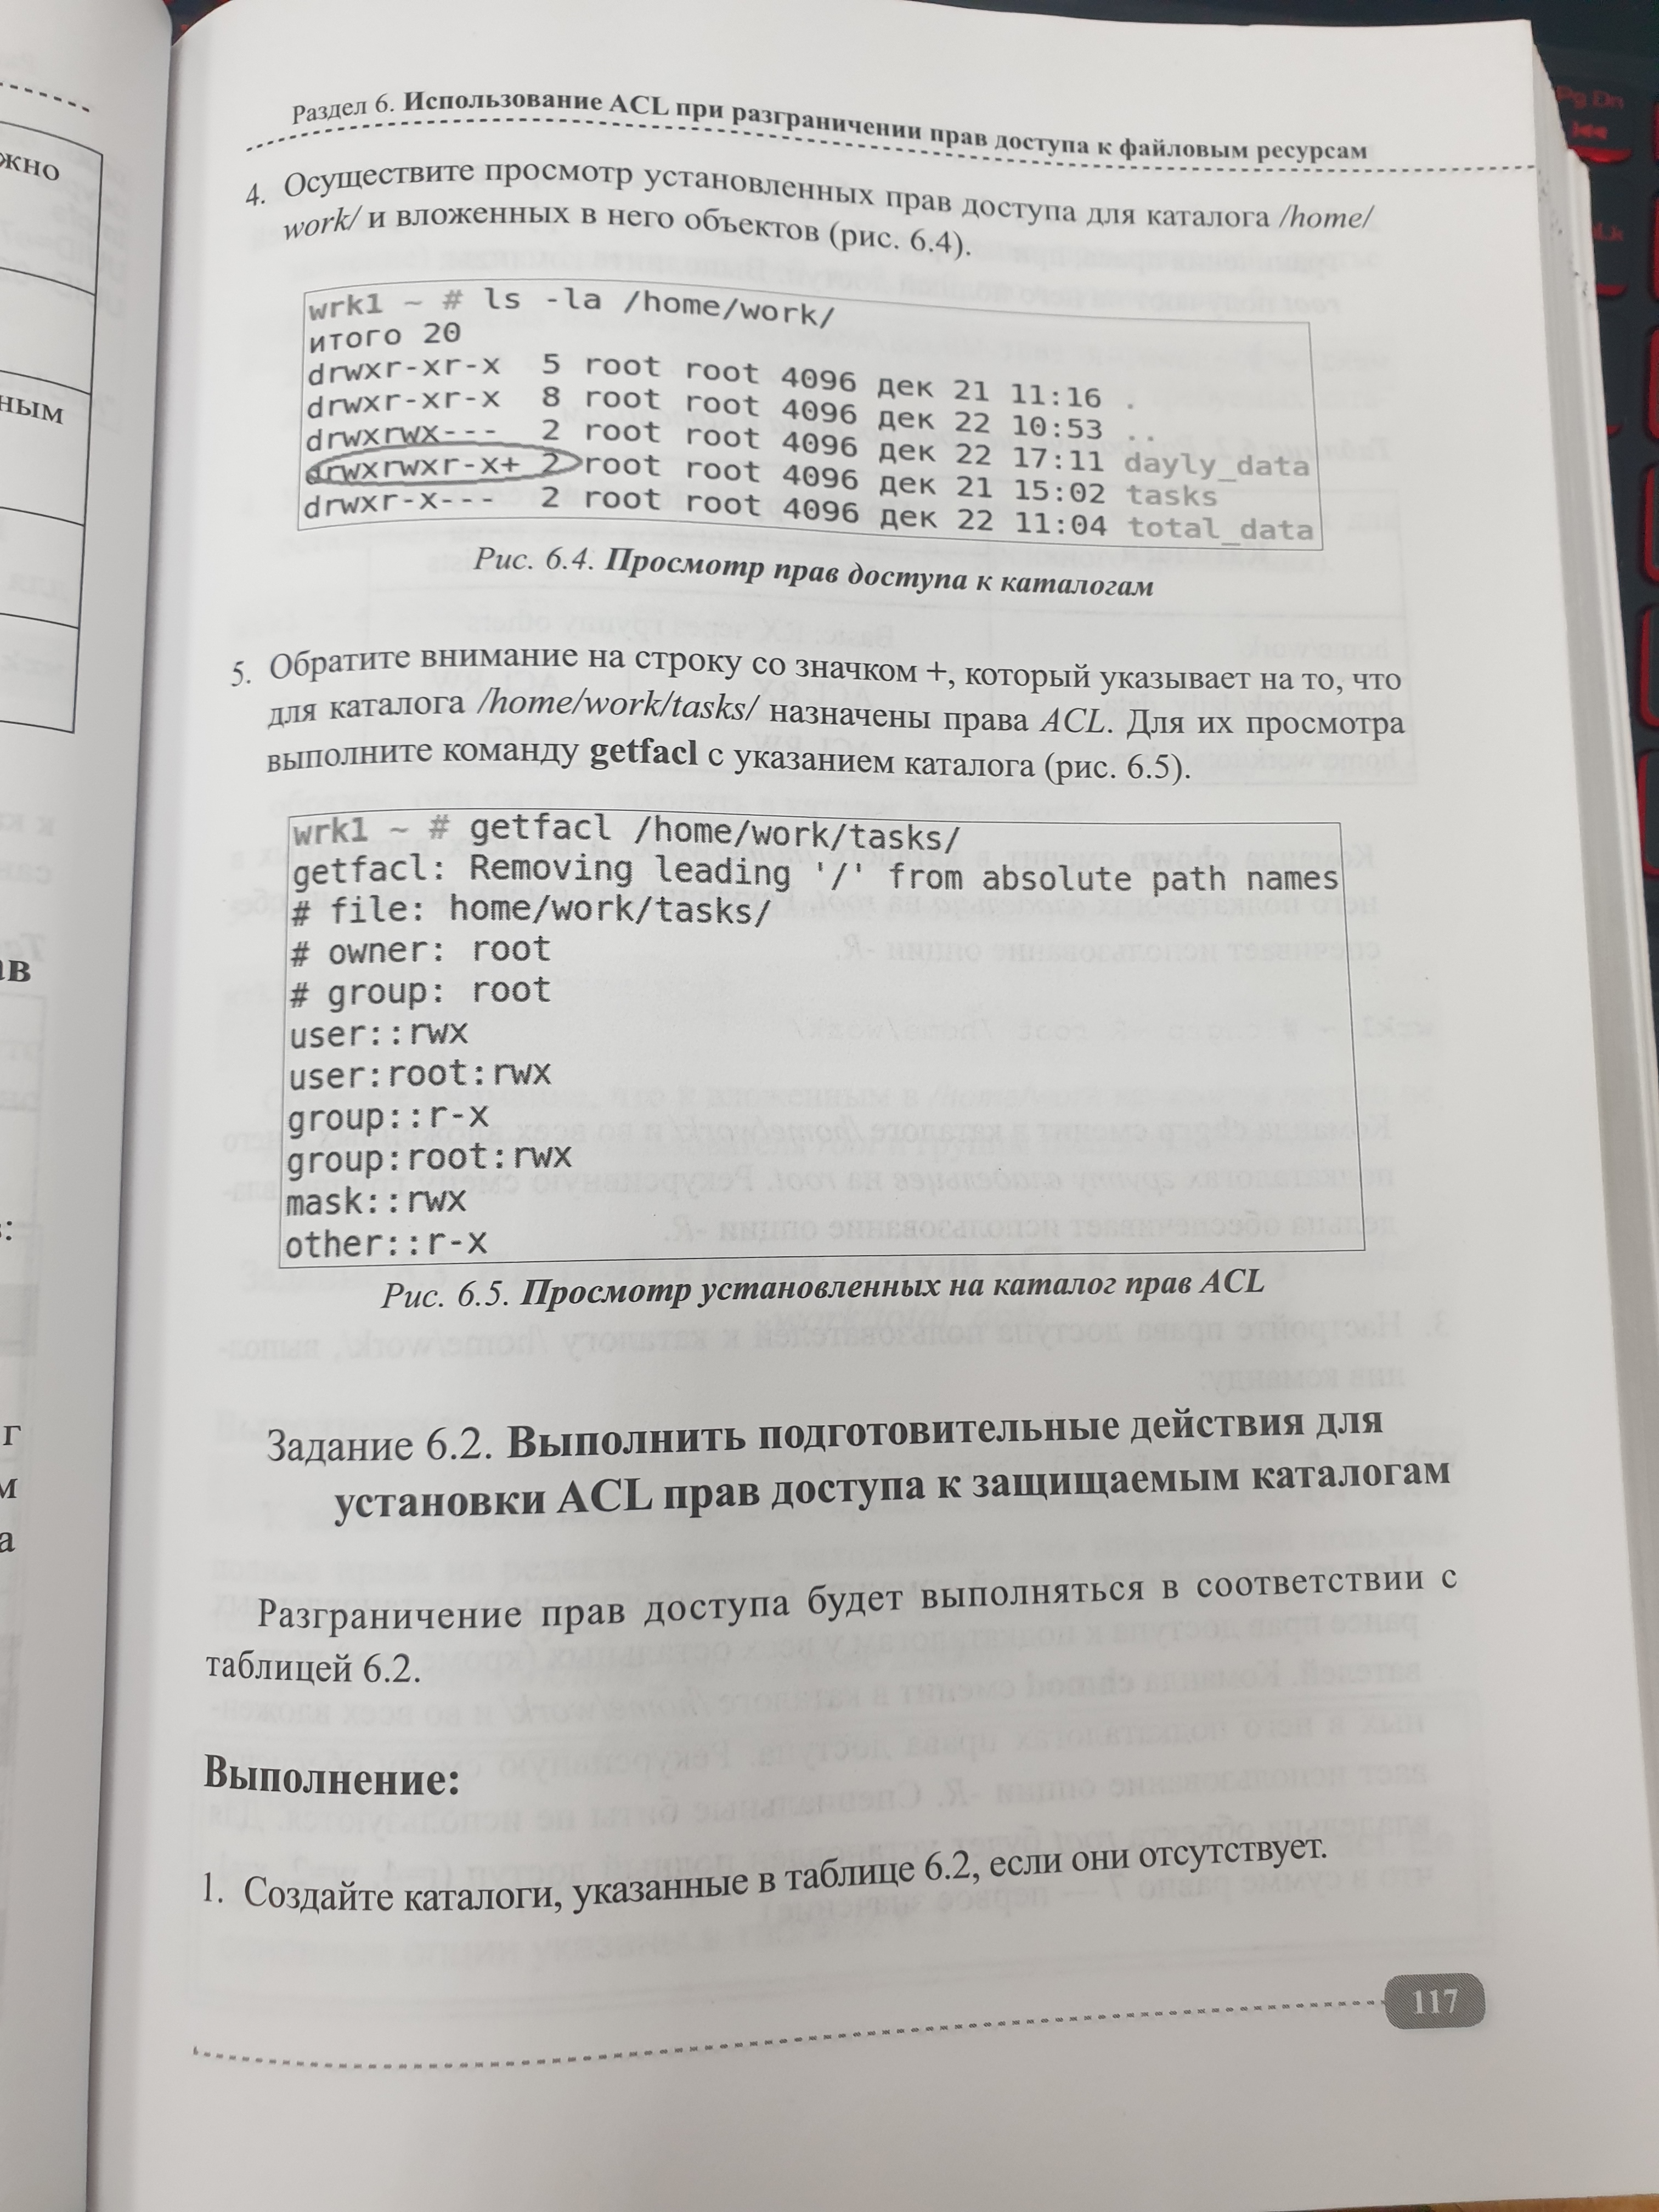 Раздел 6. Использование ACL при разграничении прав доступа к файловым ресурсам
4. Осуществите просмотр установленных прав доступа для каталога /home/
work/ и вложенных в него объектов (рис. 6.4).
wrk1 ~ # ls -la /home/work/
итого 20
drwxr-xr-x 5 root root 4096 дек 21 11:16 .
drwxr-xr-x 8 root root 4096 дек 22 10:53 ..
drwxrwx--- 2 root root 4096 дек 22 17:11 dayly_data
drwxrwxr-x+ 2 root root 4096 дек 21 15:02 tasks
drwxr-x--- 2 root root 4096 дек 22 11:04 total_data
Рис. 6.4. Просмотр прав доступа к каталогам
5. Обратите внимание на строку со значком +, который указывает на то, что
для каталога /home/work/tasks/ назначены права ACL. Для их просмотра
выполните команду getfacl с указанием каталога (рис. 6.5).
wrk1 ~ # getfacl /home/work/tasks/
getfacl: Removing leading '/' from absolute path names
# file: home/work/tasks/
# owner: root
# group: root
user::rwx
user:root:rwx
group::r-x
group:root:rwx
mask::rwx
other::r-x
Рис. 6.5. Просмотр установленных на каталог прав ACL
Задание 6.2. Выполнить подготовительные действия для
установки ACL прав доступа к защищаемым каталогам
Разграничение прав доступа будет выполняться в соответствии с
таблицей 6.2.
Выполнение:
1. Создайте каталоги, указанные в таблице 6.2, если они отсутствует.
117